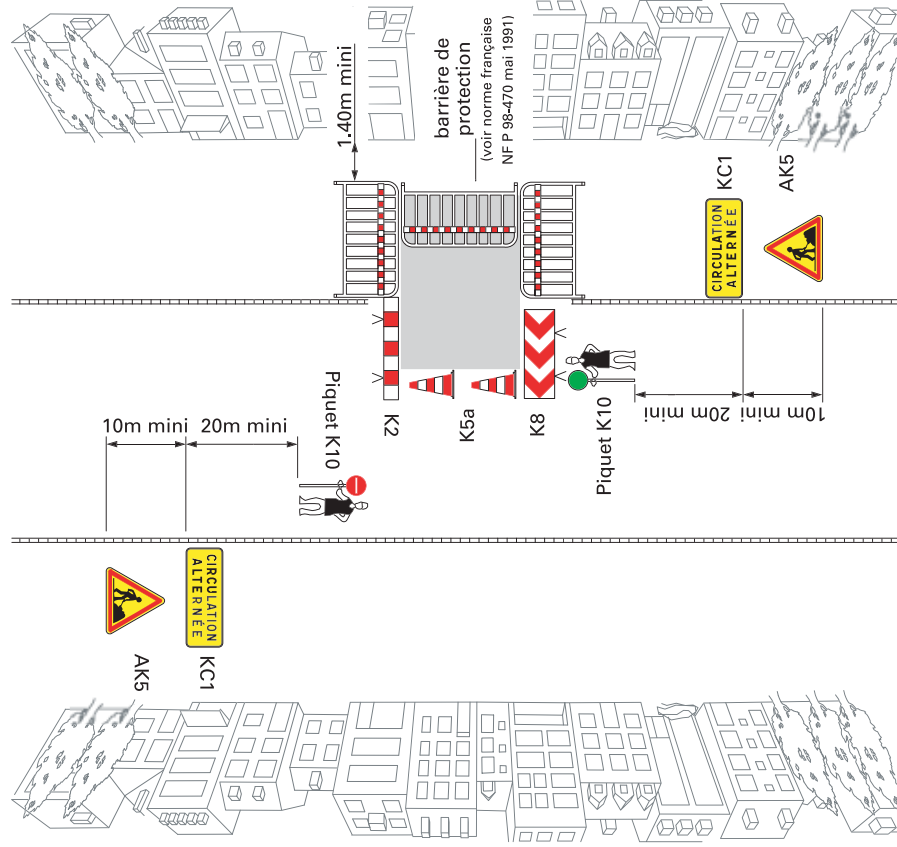 1.40m mini
barrière de
protection
(voir norme française
NF P 98-470 mai 1991)
KC1
AK5
CIRCULATION
ALTERNÉE
Piquet K10
K2
K5a
K8
Piquet K10
20m mini
10m mini
10m mini
20m mini
CIRCULATION
ALTERNÉE
AK5
KC1